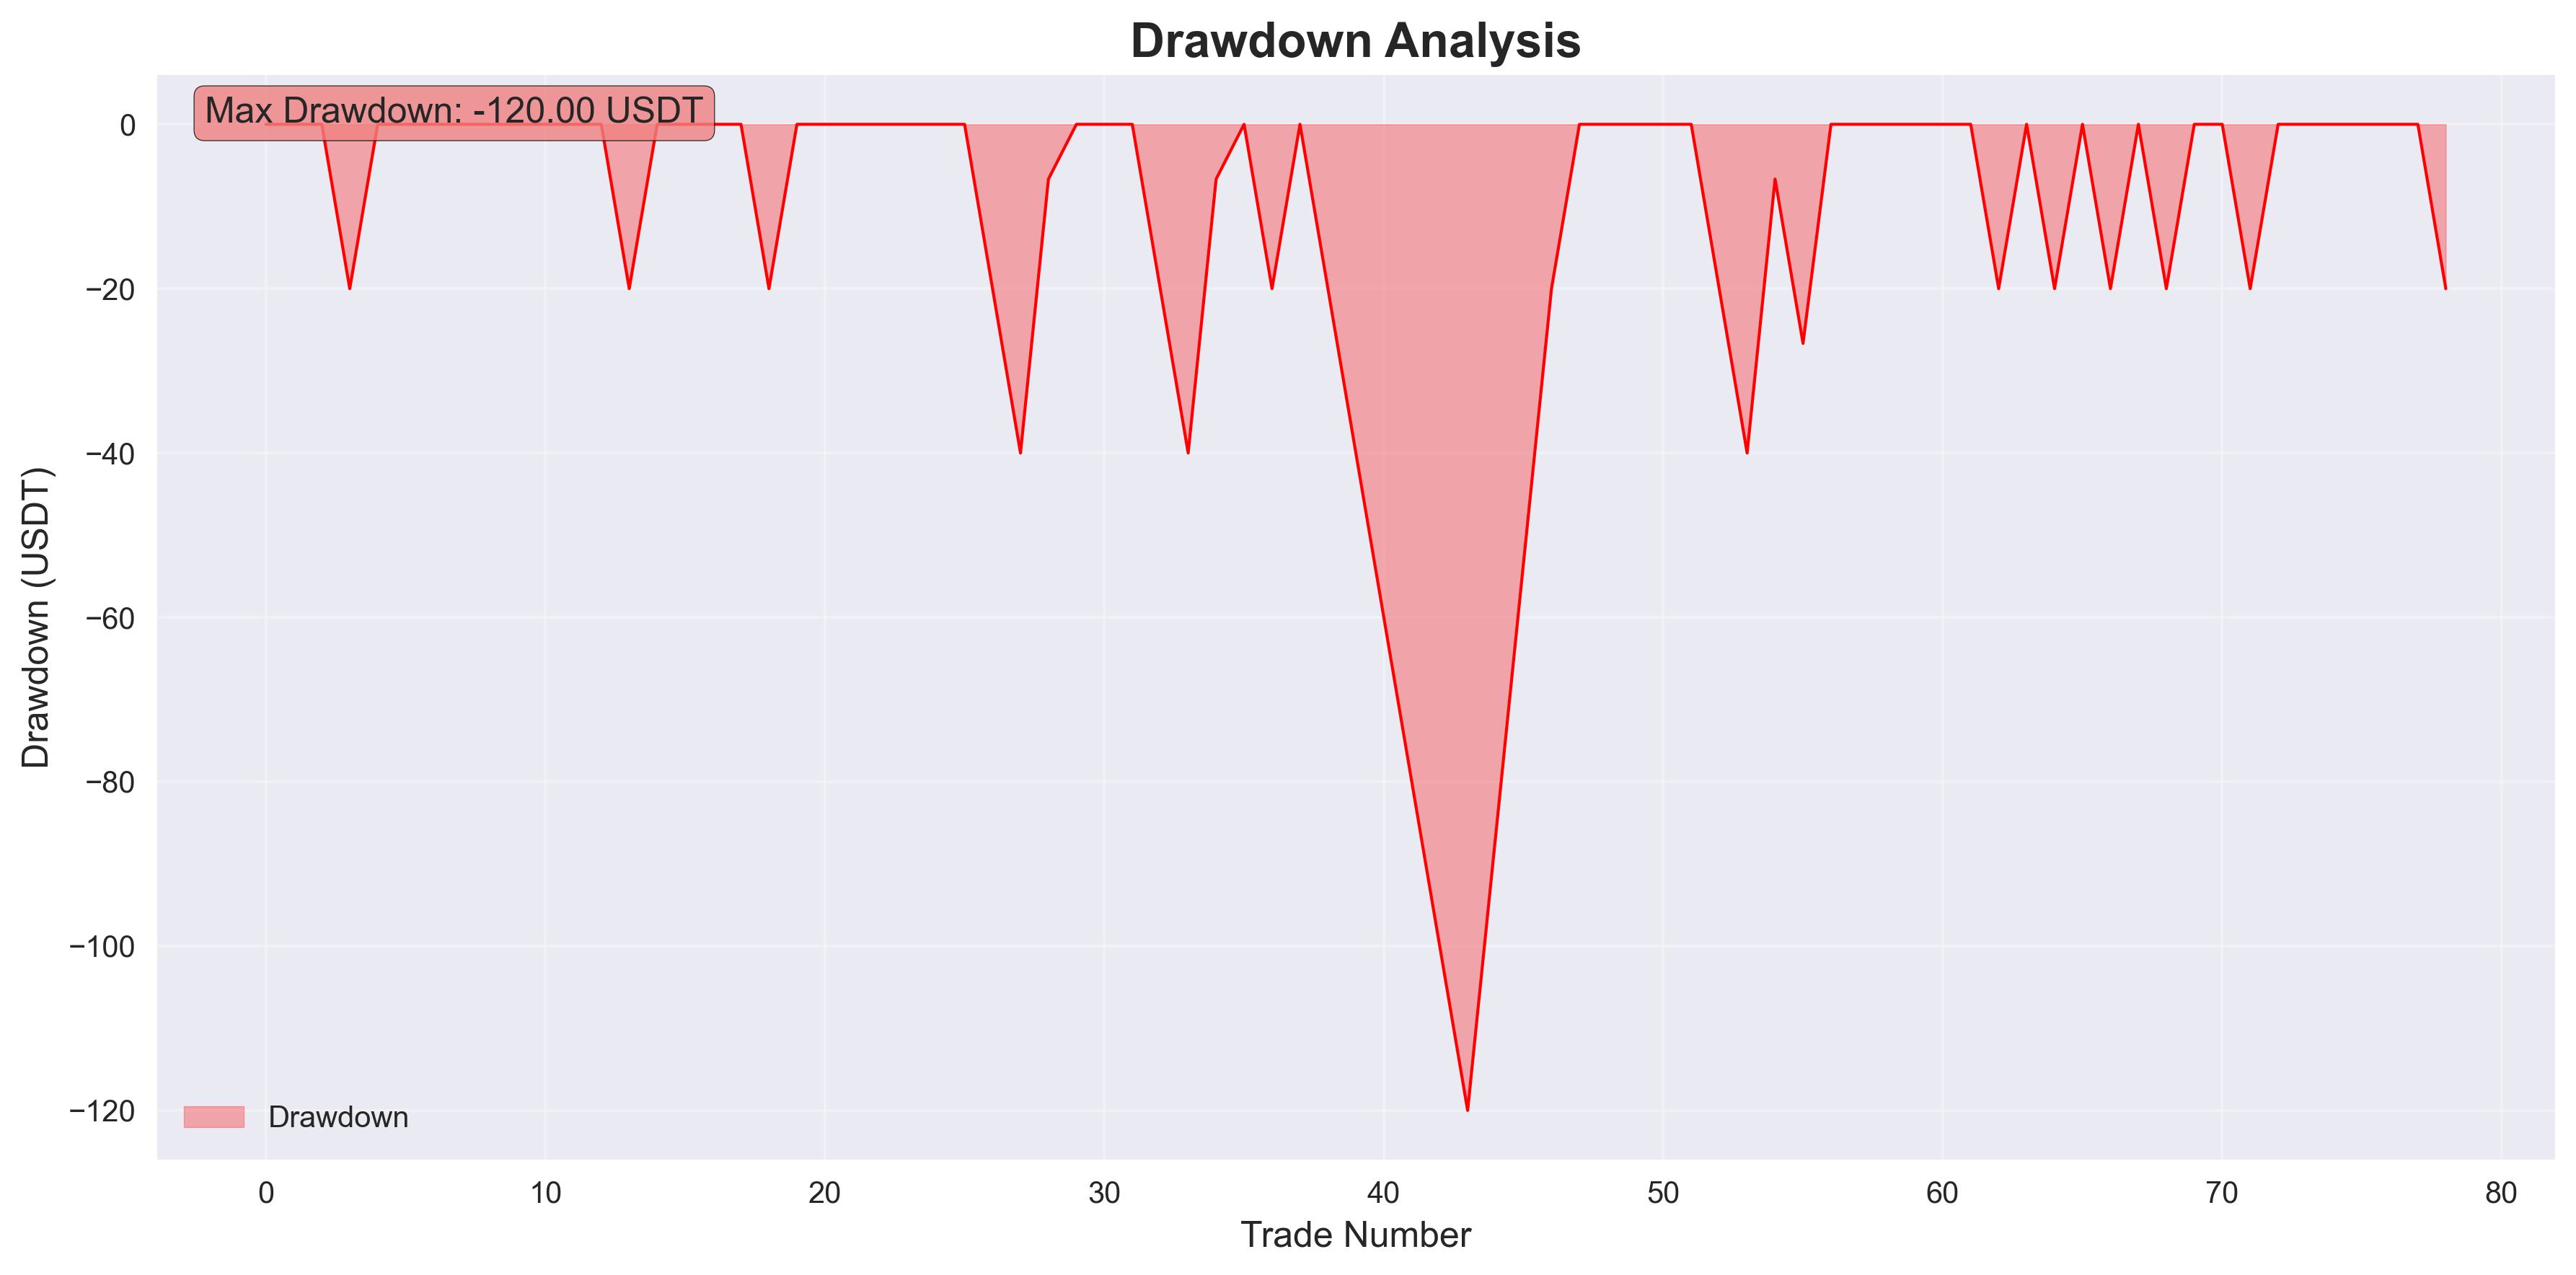 Drawdown Analysis
Max Drawdown: -120.00 USDT
Drawdown (USDT)
0
−20
−40
−60
−80
−100
−120
Drawdown
0 10 20 30 40 50 60 70 80
Trade Number